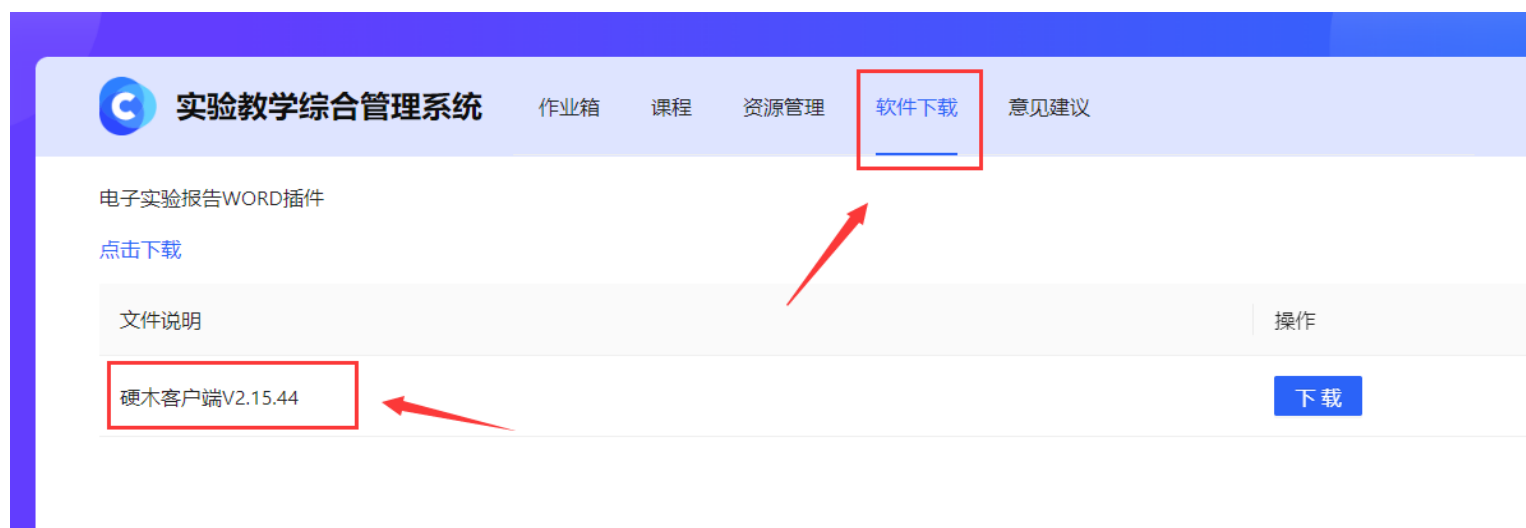 实验教学综合管理系统 作业箱 课程 资源管理 软件下载 意见建议
电子实验报告WORD插件
点击下载
文件说明 操作
硬木客户端V2.15.44 下载